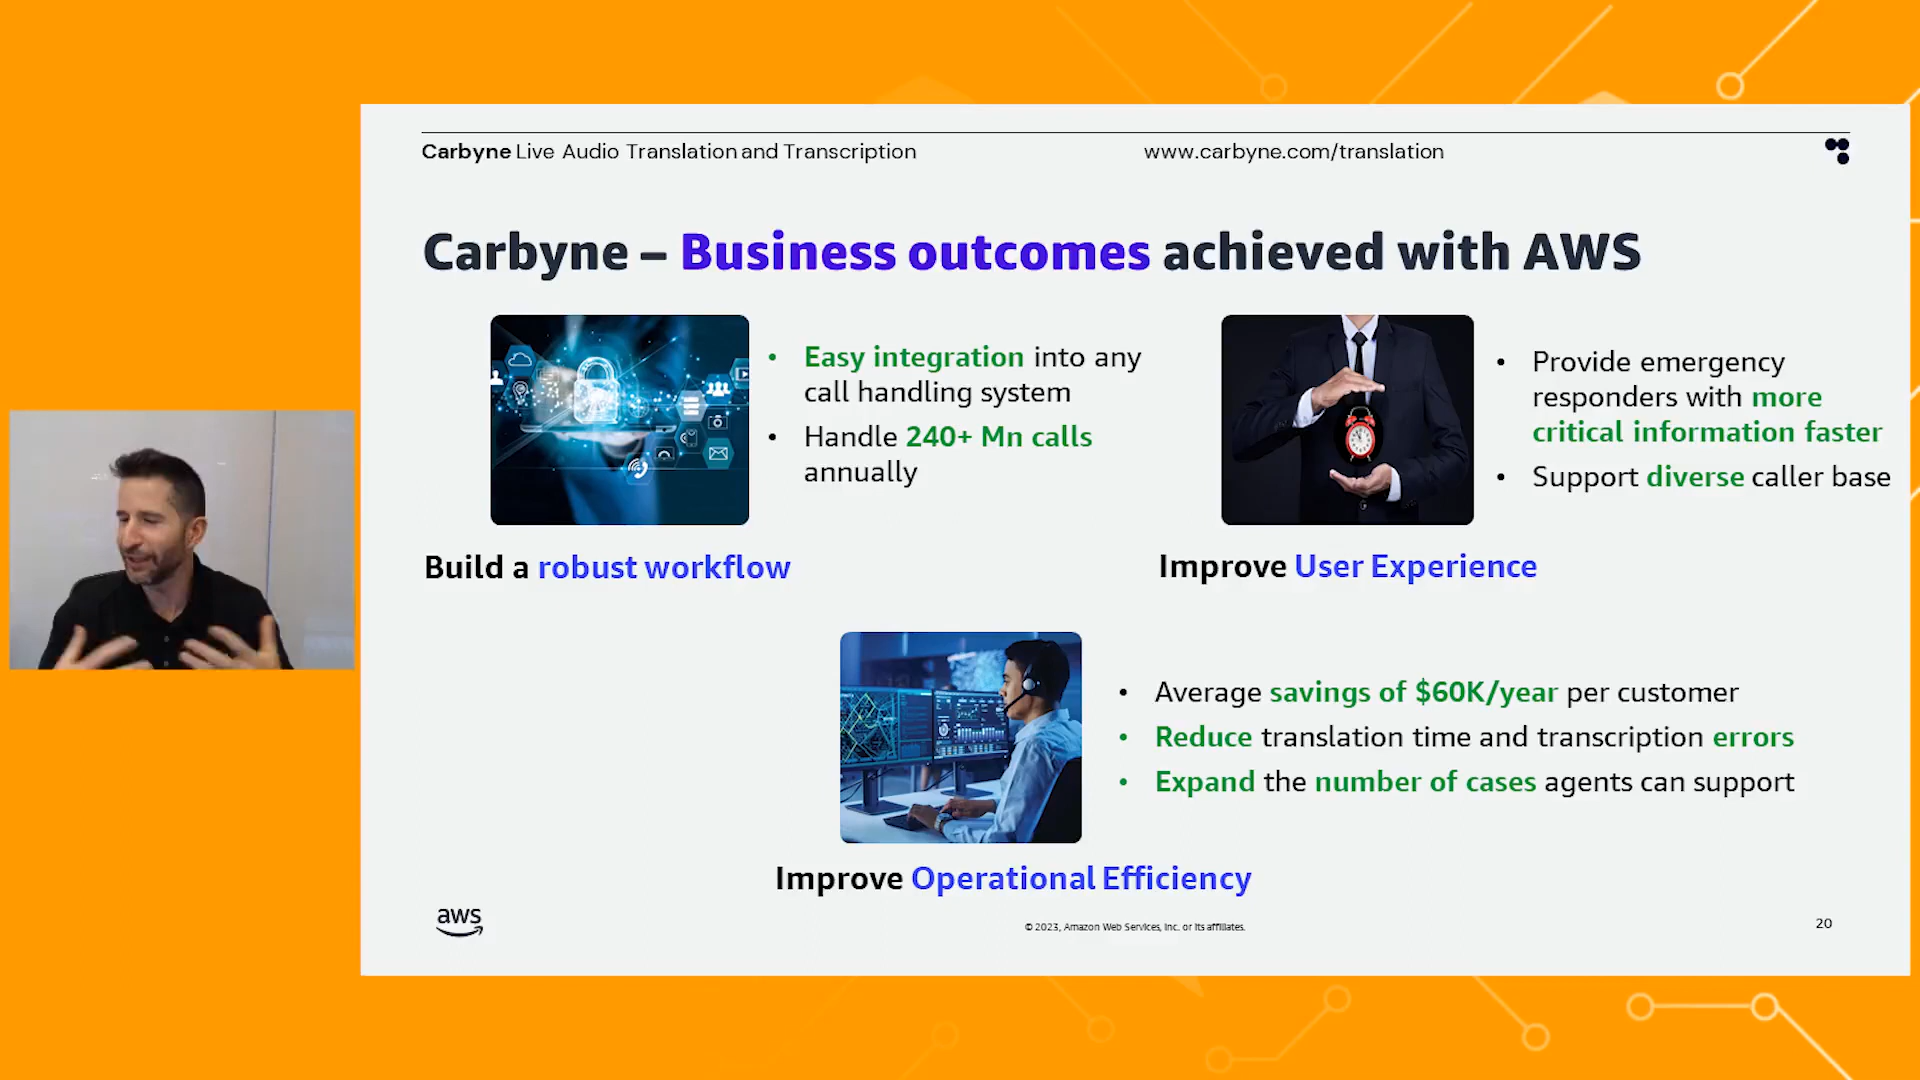 Carbyne Live Audio Translation and Transcription
www.carbyne.com/translation
Carbyne – Business outcomes achieved with AWS
• Easy integration into any
call handling system
• Handle 240+ Mn calls
annually
Build a robust workflow
• Provide emergency
responders with more
critical information faster
• Support diverse caller base
Improve User Experience
• Average savings of $60K/year per customer
• Reduce translation time and transcription errors
• Expand the number of cases agents can support
Improve Operational Efficiency
aws
© 2023, Amazon Web Services, Inc. or its affiliates.
20